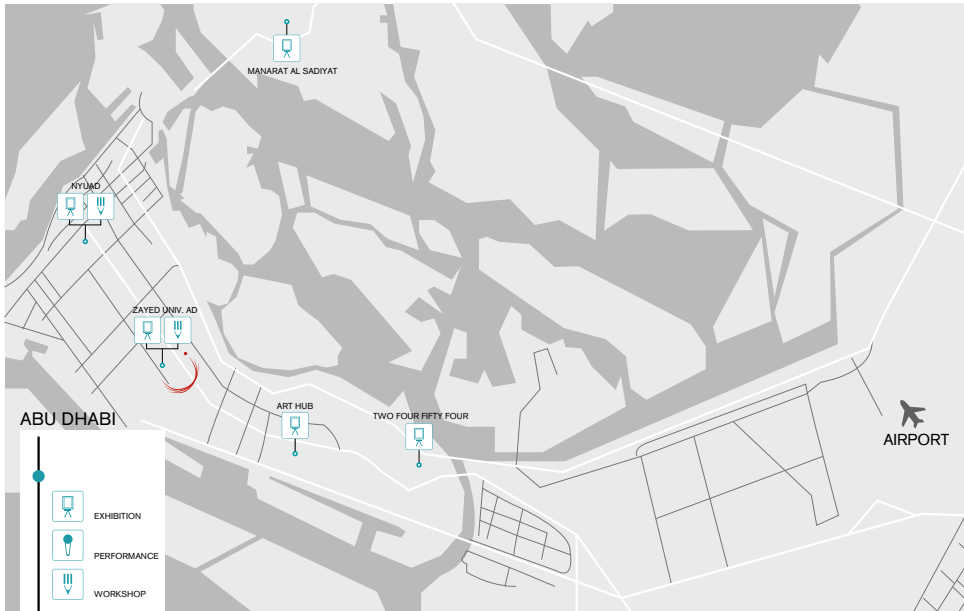 MANARAT AL SADIYAT
NYUAD
ZAYED UNIV. AD
ART HUB
TWO FOUR FIFTY FOUR
AIRPORT
ABU DHABI
EXHIBITION
PERFORMANCE
WORKSHOP